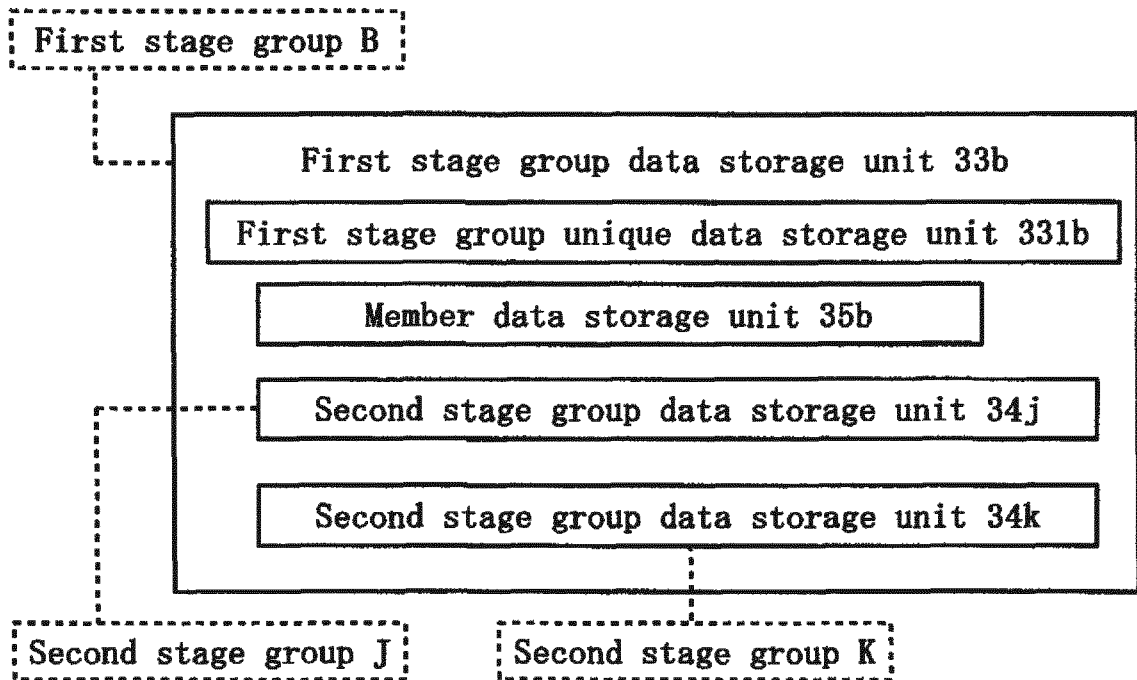 First stage group B
First stage group data storage unit 33b
First stage group unique data storage unit 331b
Member data storage unit 35b
Second stage group data storage unit 34j
Second stage group data storage unit 34k
Second stage group J
Second stage group K